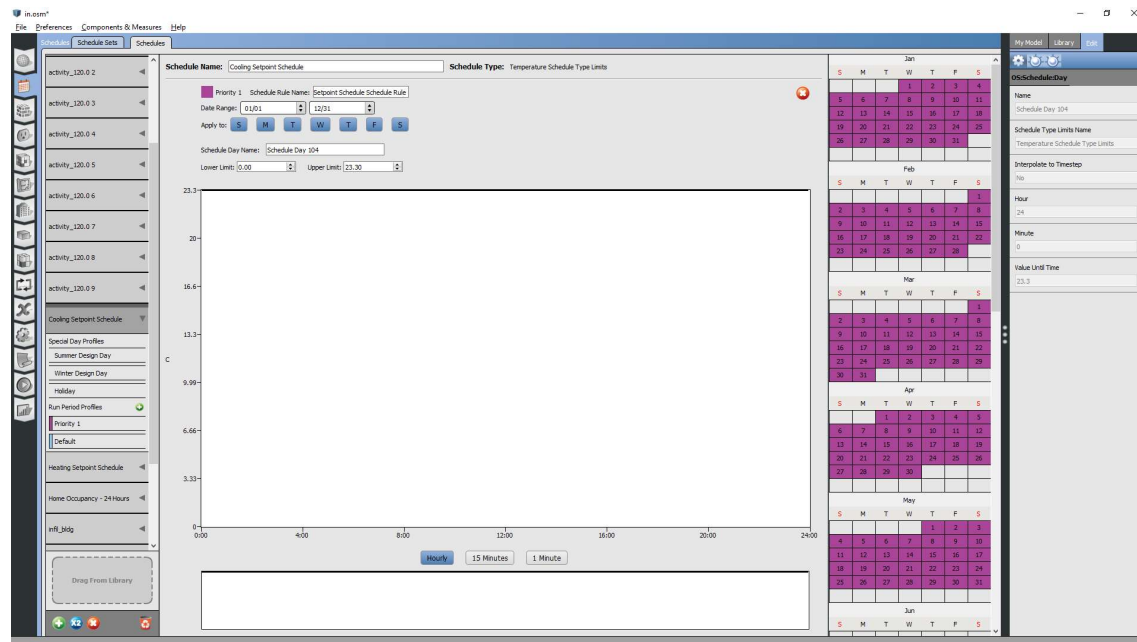 in.osm*
File Preferences Components & Measures Help
Schedules Schedule Sets Schedules
My Model Library Edit
activity_120.0 2
activity_120.0 3
activity_120.0 4
activity_120.0 5
activity_120.0 6
activity_120.0 7
activity_120.0 8
activity_120.0 9
Cooling Setpoint Schedule
Special Day Profiles
Summer Design Day
Winter Design Day
Holiday
Run Period Profiles
Priority 1
Default
Heating Setpoint Schedule
Home Occupancy - 24 Hours
infil_bldg
Drag From Library
X2
Schedule Name: Cooling Setpoint Schedule Schedule Type: Temperature Schedule Type Limits
Priority 1 Schedule Rule Name: Setpoint Schedule Schedule Rule
Date Range: 01/01 12/31
Apply to: S M T W T F S
Schedule Day Name: Schedule Day 104
Lower Limit: 0.00 Upper Limit: 23.30
23.3
20
16.6
13.3
C
9.99
6.66
3.33
0
0:00 4:00 8:00 12:00 16:00 20:00 24:00
Hourly 15 Minutes 1 Minute
Jan
S M T W T F S
1 2 3 4
5 6 7 8 9 10 11
12 13 14 15 16 17 18
19 20 21 22 23 24 25
26 27 28 29 30 31
Feb
S M T W T F S
1
2 3 4 5 6 7 8
9 10 11 12 13 14 15
16 17 18 19 20 21 22
23 24 25 26 27 28
Mar
S M T W T F S
1
2 3 4 5 6 7 8
9 10 11 12 13 14 15
16 17 18 19 20 21 22
23 24 25 26 27 28 29
30 31
Apr
S M T W T F S
1 2 3 4 5
6 7 8 9 10 11 12
13 14 15 16 17 18 19
20 21 22 23 24 25 26
27 28 29 30
May
S M T W T F S
1 2 3
4 5 6 7 8 9 10
11 12 13 14 15 16 17
18 19 20 21 22 23 24
25 26 27 28 29 30 31
Jun
S M T W T F S
OS:Schedule:Day
Name
Schedule Day 104
Schedule Type Limits Name
Temperature Schedule Type Limits
Interpolate to Timestep
No
Hour
24
Minute
0
Value Until Time
23.3